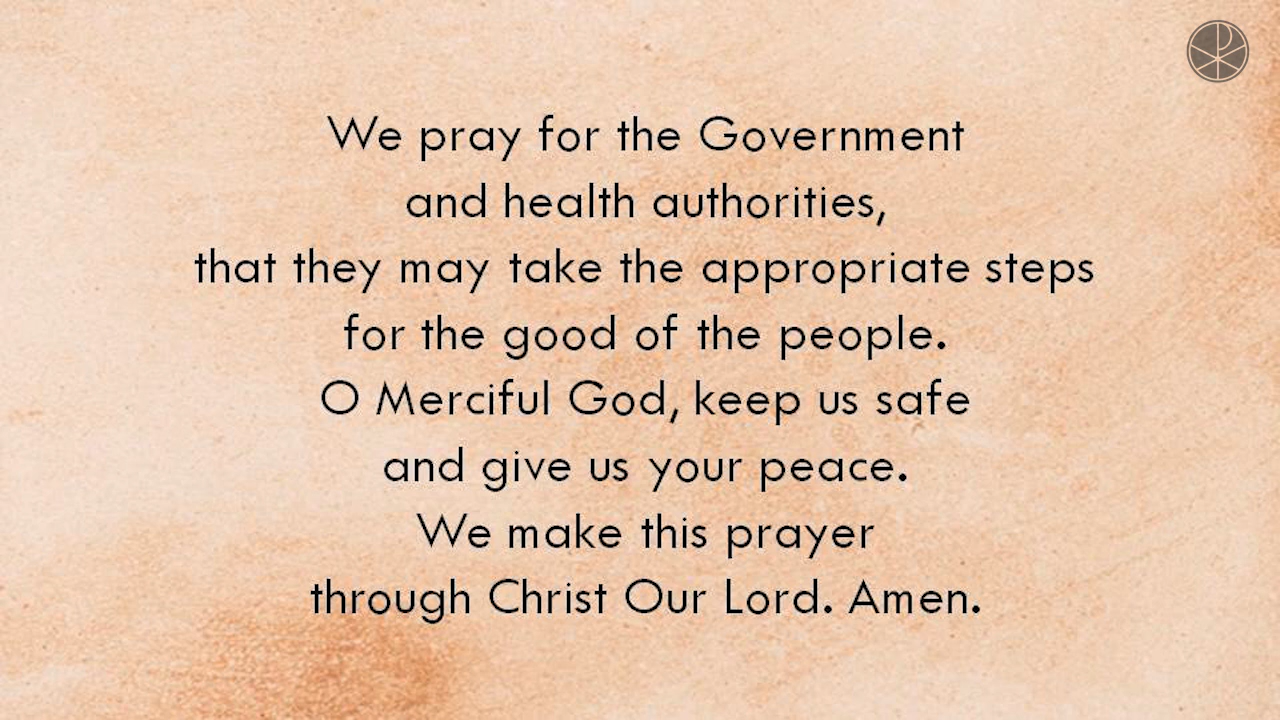 We pray for the Government
and health authorities,
that they may take the appropriate steps
for the good of the people.
O Merciful God, keep us safe
and give us your peace.
We make this prayer
through Christ Our Lord. Amen.